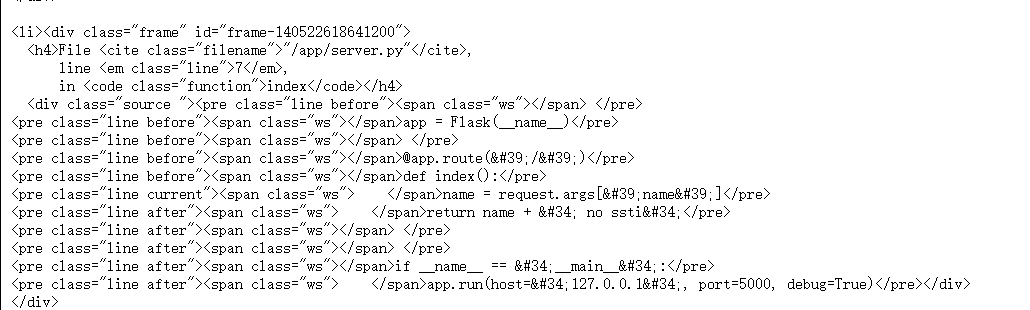 <li><div class="frame" id="frame-140522618641200">
  <h4>File <cite class="filename">"/app/server.py"</cite>,
      line <em class="line">7</em>,
      in <code class="function">index</code></h4>
  <div class="source "><pre class="line before"><span class="ws"></span> </pre>
<pre class="line before"><span class="ws"></span>app = Flask(__name__)</pre>
<pre class="line before"><span class="ws"></span> </pre>
<pre class="line before"><span class="ws"></span>@app.route(&#39;/&#39;)</pre>
<pre class="line before"><span class="ws"></span>def index():</pre>
<pre class="line current"><span class="ws">    </span>name = request.args[&#39;name&#39;]</pre>
<pre class="line after"><span class="ws">    </span>return name + &#34; no ssti&#34;</pre>
<pre class="line after"><span class="ws"></span> </pre>
<pre class="line after"><span class="ws"></span> </pre>
<pre class="line after"><span class="ws"></span>if __name__ == &#34;__main__&#34;:</pre>
<pre class="line after"><span class="ws">    </span>app.run(host=&#34;127.0.0.1&#34;, port=5000, debug=True)</pre></div>
</div>